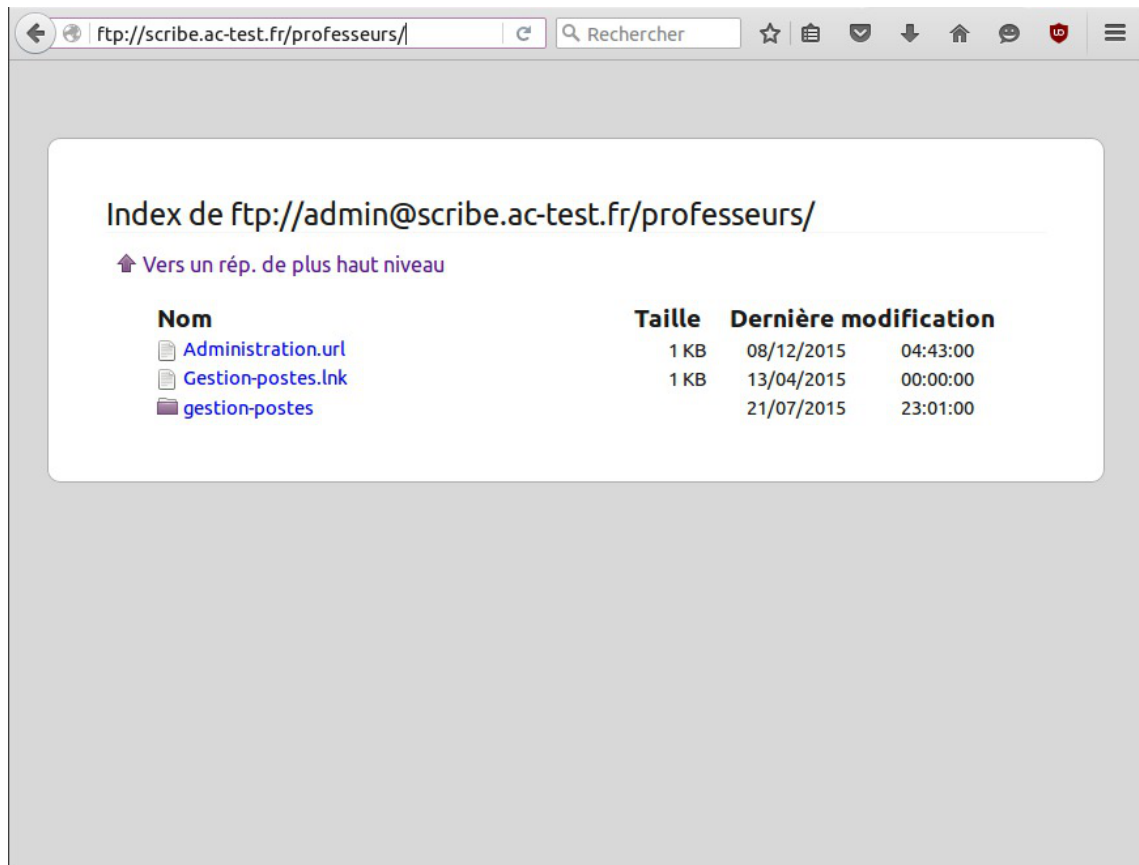 ftp://scribe.ac-test.fr/professeurs/ Rechercher
Index de ftp://admin@scribe.ac-test.fr/professeurs/
Vers un rép. de plus haut niveau
Nom Taille Dernière modification
Administration.url 1 KB 08/12/2015 04:43:00
Gestion-postes.lnk 1 KB 13/04/2015 00:00:00
gestion-postes 21/07/2015 23:01:00